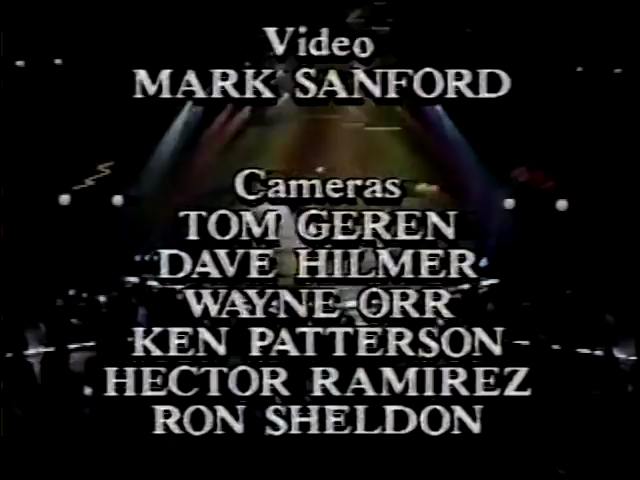 Video
MARK SANFORD
Cameras
TOM GEREN
DAVE HILMER
WAYNE ORR
KEN PATTERSON
HECTOR RAMIREZ
RON SHELDON